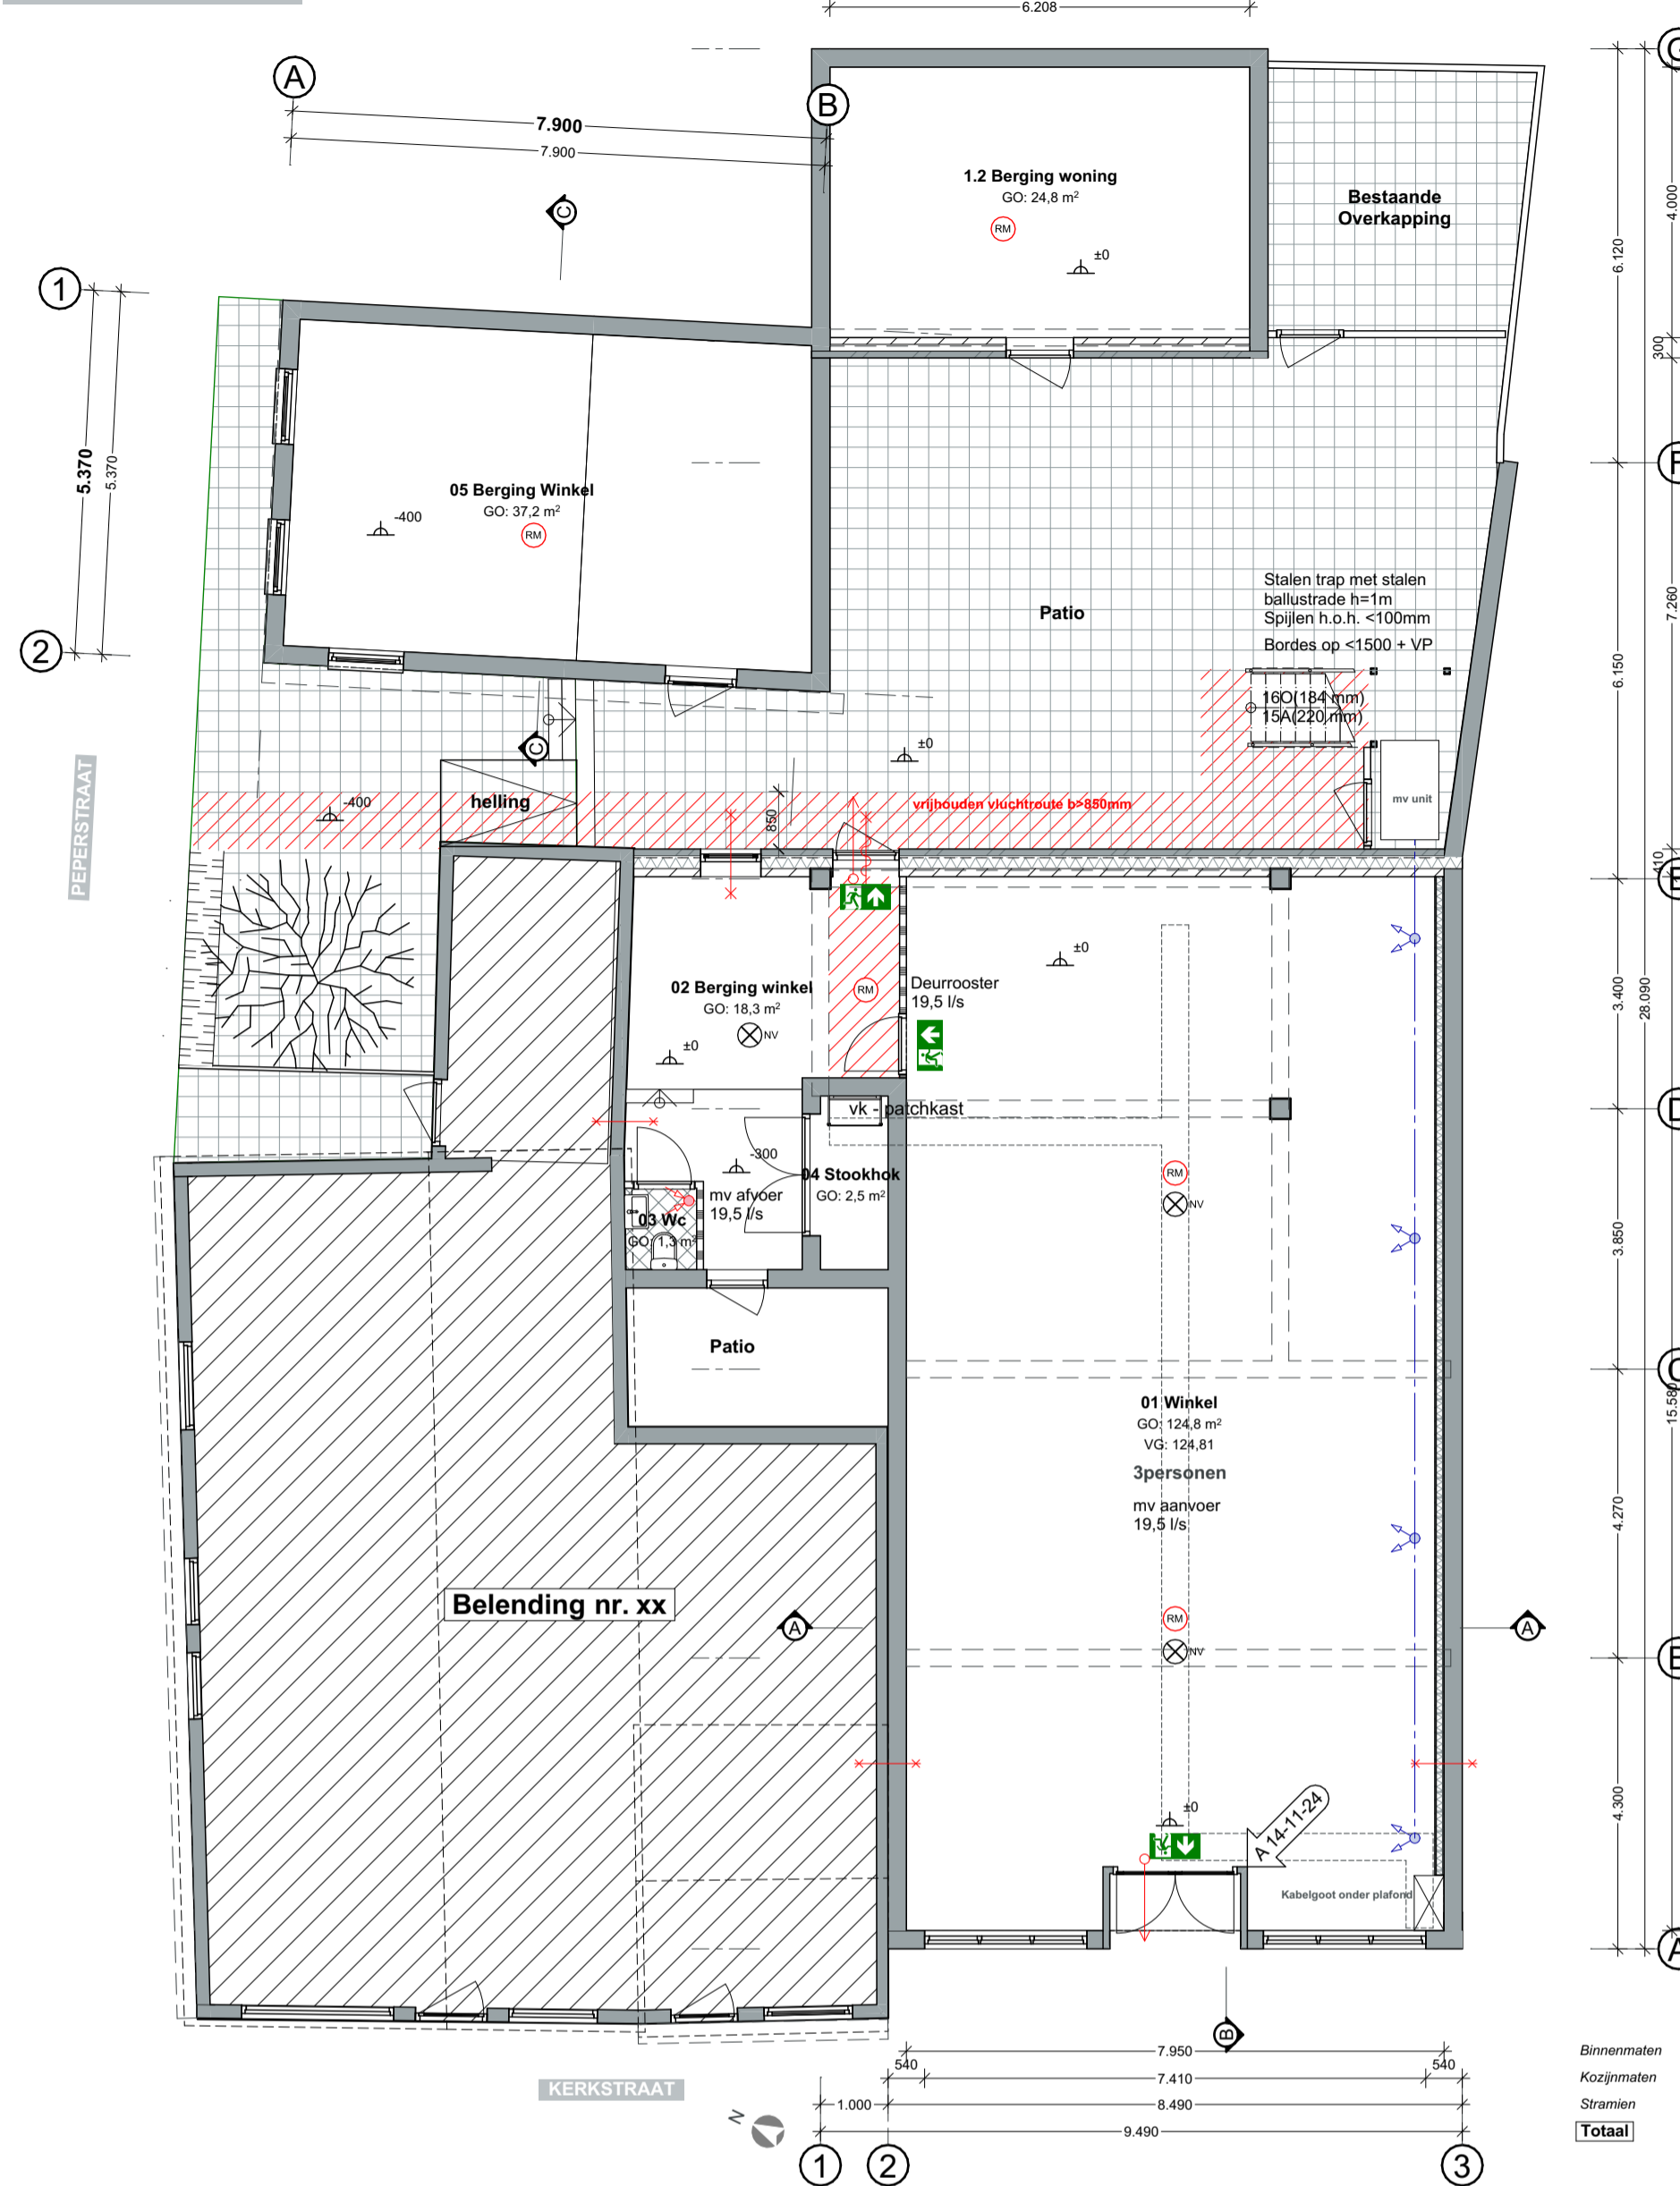 6.208
A
B
7.900
7.900
C
1.2 Berging woning
GO: 24,8 m²
RM
±0
Bestaande
Overkapping
4.000
6.120
300
1
5.370
5.370
2
05 Berging Winkel
GO: 37,2 m²
RM
-400
Patio
Stalen trap met stalen
ballustrade h=1m
Spijlen h.o.h. <100mm
Bordes op <1500 + VP
16O(184 mm)
15A(220 mm)
7.260
6.150
C
±0
PEPERSTRAAT
-400
helling
850
vrijhouden vluchtroute b>850mm
mv unit
410
02 Berging winkel
GO: 18,3 m²
NV
±0
RM
Deurrooster
19,5 l/s
±0
3.400
28.090
vk - patchkast
D
-300
04 Stookhok
GO: 2,5 m²
mv afvoer
19,5 l/s
03 Wc
GO: 1,3 m²
RM
NV
3.850
Patio
01 Winkel
GO: 124,8 m²
VG: 124,81
3personen
mv aanvoer
19,5 l/s
15.580
4.270
Belending nr. xx
A
RM
NV
A
±0
A 14-11-24
4.300
Kabelgoot onder plafond
A
B
KERKSTRAAT
N
7.950
540
540
7.410
1.000
8.490
9.490
Binnenmaten
Kozijnmaten
Stramien
Totaal
1
2
3